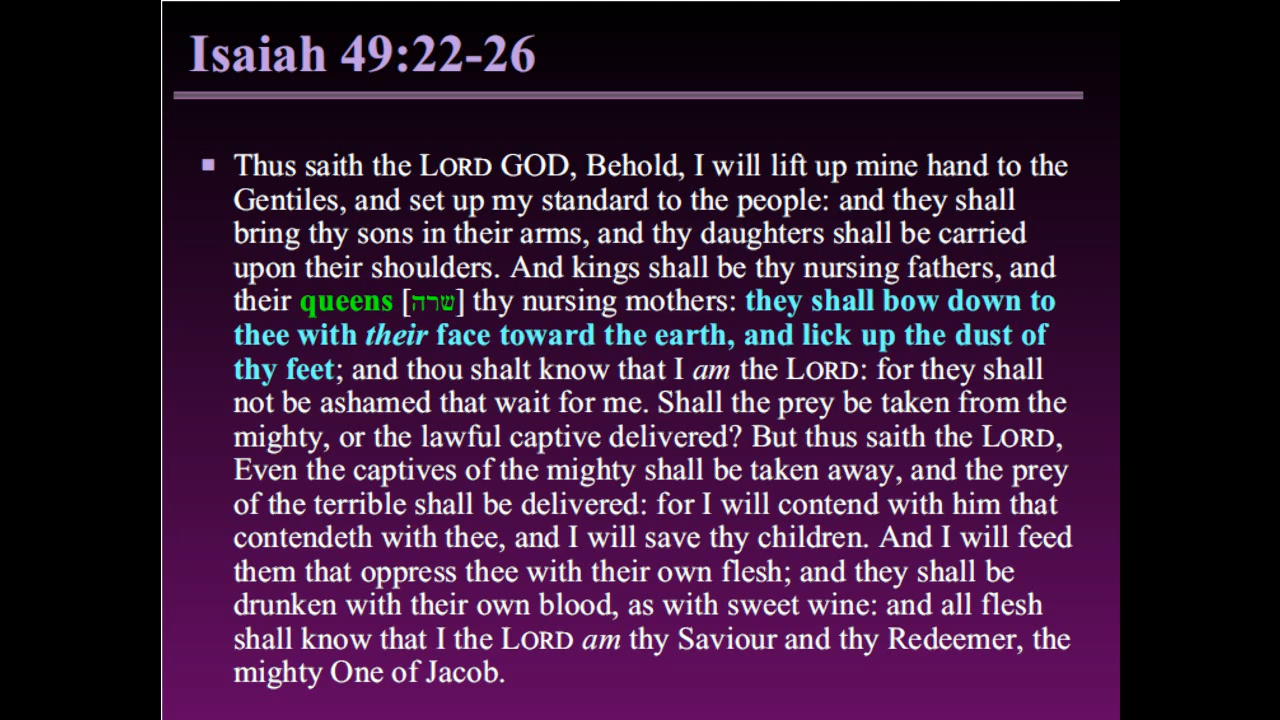 Isaiah 49:22-26
Thus saith the LORD GOD, Behold, I will lift up mine hand to the
Gentiles, and set up my standard to the people: and they shall
bring thy sons in their arms, and thy daughters shall be carried
upon their shoulders. And kings shall be thy nursing fathers, and
their queens [שרה] thy nursing mothers: they shall bow down to
thee with their face toward the earth, and lick up the dust of
thy feet; and thou shalt know that I am the LORD: for they shall
not be ashamed that wait for me. Shall the prey be taken from the
mighty, or the lawful captive delivered? But thus saith the LORD,
Even the captives of the mighty shall be taken away, and the prey
of the terrible shall be delivered: for I will contend with him that
contendeth with thee, and I will save thy children. And I will feed
them that oppress thee with their own flesh; and they shall be
drunken with their own blood, as with sweet wine: and all flesh
shall know that I the LORD am thy Saviour and thy Redeemer, the
mighty One of Jacob.